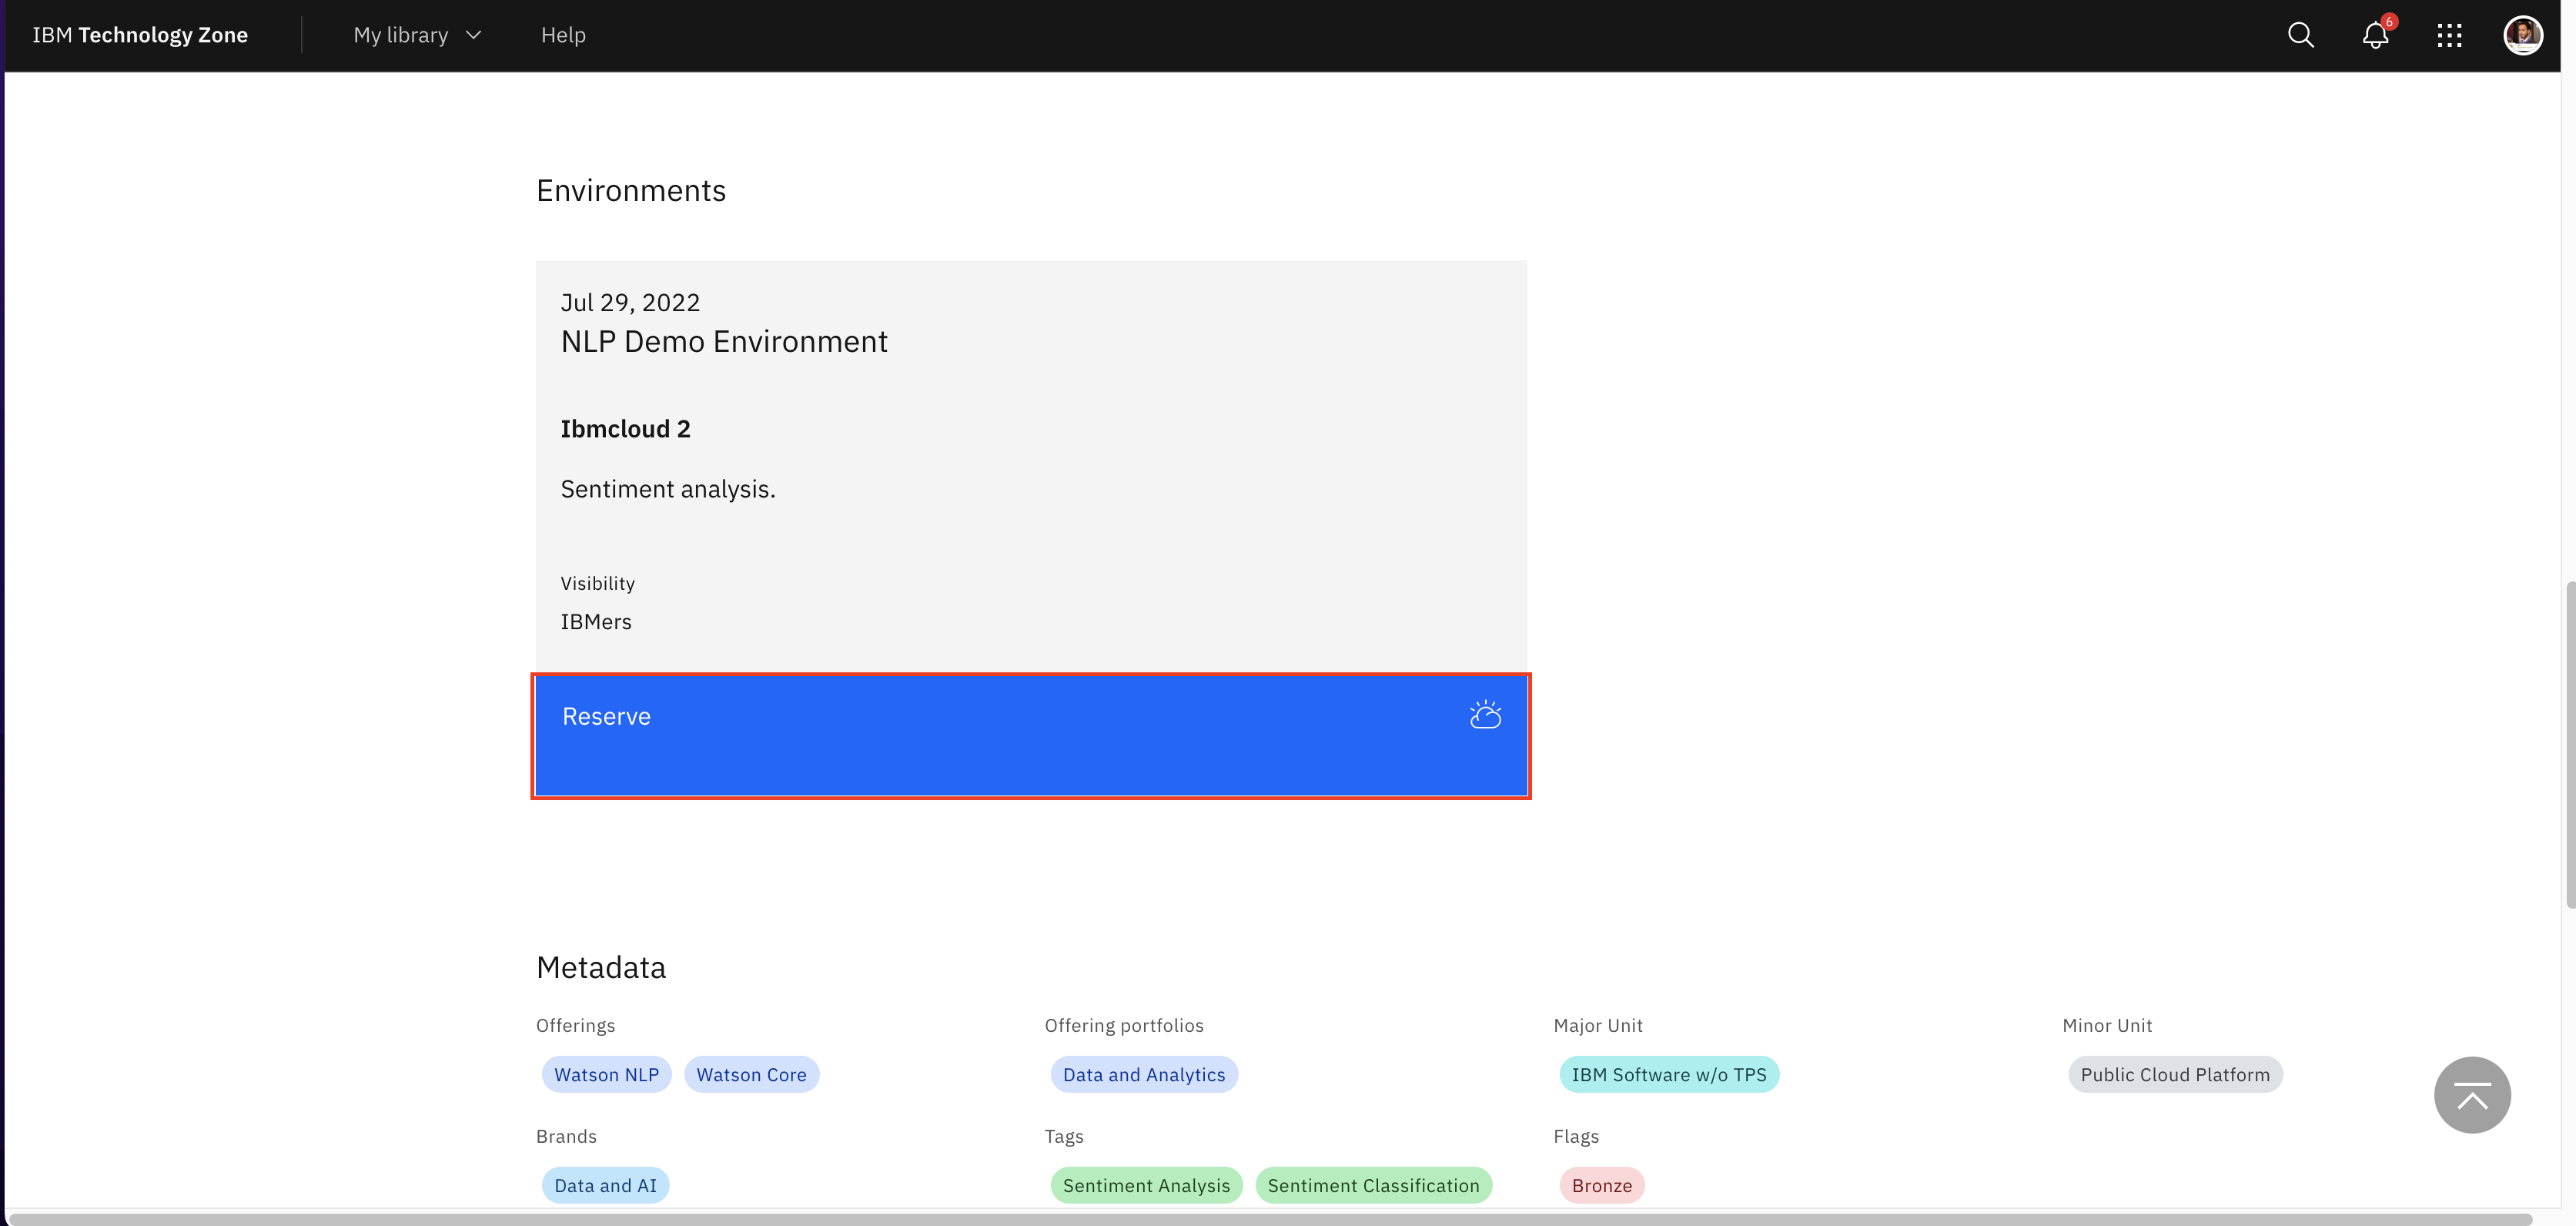 IBM Technology Zone My library Help 6
Environments
Jul 29, 2022
NLP Demo Environment
Ibmcloud 2
Sentiment analysis.
Visibility
IBMers
Reserve
Metadata
Offerings Offering portfolios Major Unit Minor Unit
Watson NLP Watson Core Data and Analytics IBM Software w/o TPS Public Cloud Platform
Brands Tags Flags
Data and AI Sentiment Analysis Sentiment Classification Bronze